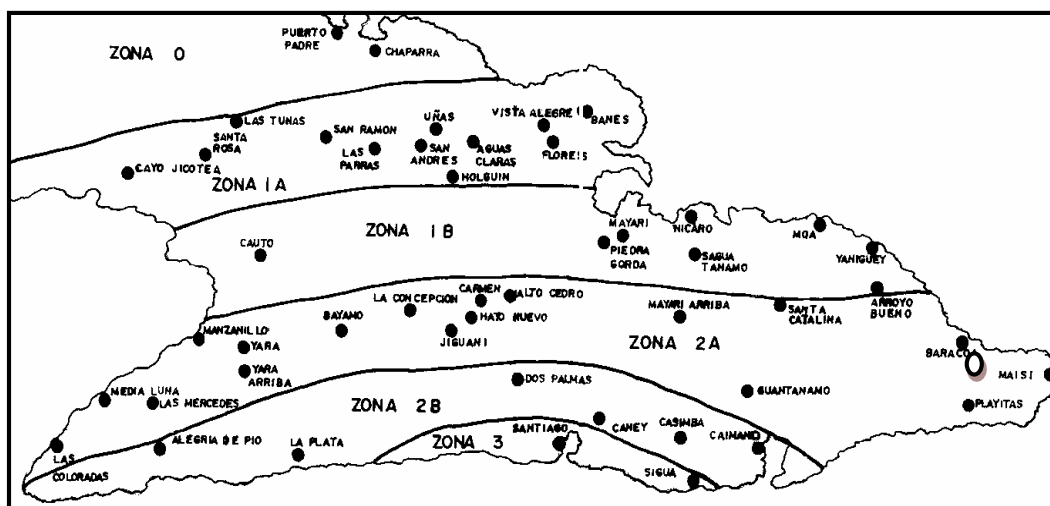 PUERTO
PADRE
CHAPARRA
ZONA 0
LAS TUNAS
UÑAS
VISTA ALEGRE
BANES
SANTA
ROSA
SAN RAMON
LAS
PARRAS
SAN
ANDRES
AGUAS
CLARAS
FLORES
CAYO JICOTEA
ZONA 1A
HOLGUIN
ZONA 1B
CAUTO
MAYARI
PIEDRA
GORDA
NICARO
SAGUA
TANAMO
MOA
YANIGUEY
CARMEN
ALTO CEDRO
LA CONCEPCIÓN
HATO NUEVO
BAYAMO
JIGUANI
MAYARI ARRIBA
SANTA
CATALINA
ARROYO
BUENO
MANZANILLO
YARA
ZONA 2A
BARACOA
MAISI
YARA
ARRIBA
MEDIA LUNA
LAS MERCEDES
DOS PALMAS
GUANTANAMO
PLAYITAS
ZONA 2B
ALEGRIA DE PIO
LA PLATA
ZONA 3
SANTIAGO
CANEY
CASIMBA
CAIMANO
LAS
COLORADAS
SIGUA